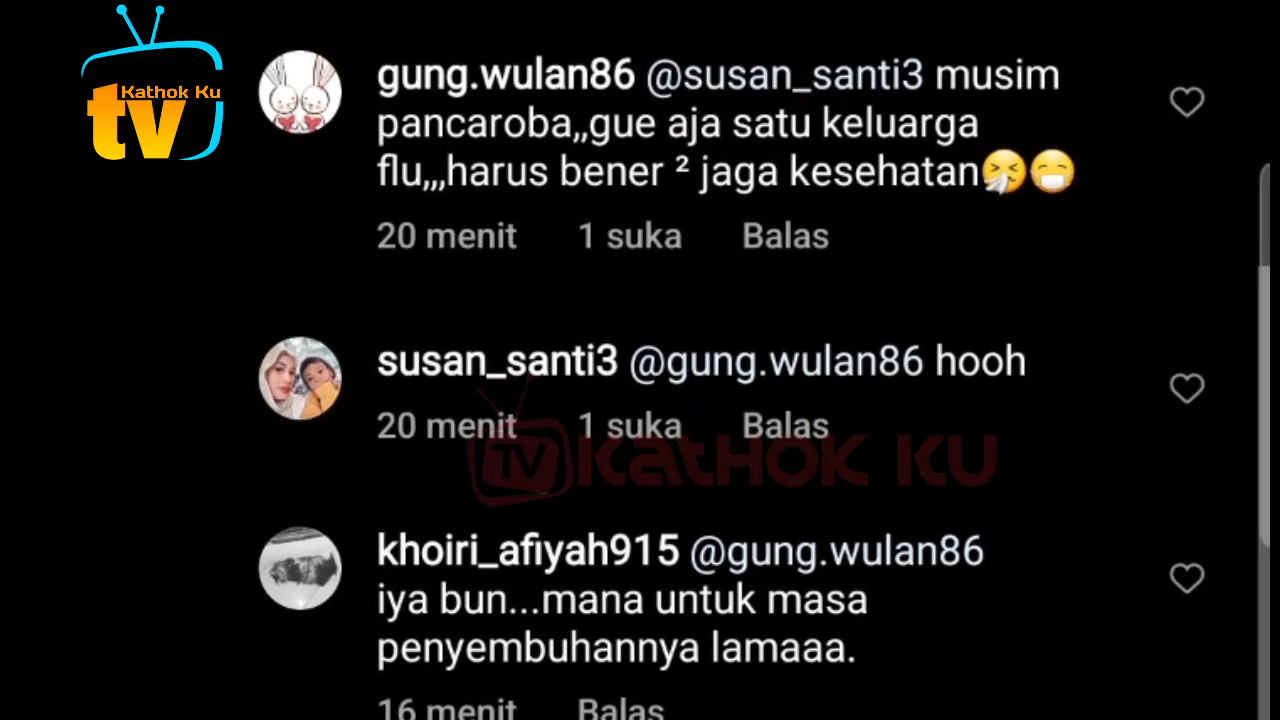 Kathok Ku
tv
gung.wulan86 @susan_santi3 musim
pancaroba,,gue aja satu keluarga
flu,,,harus bener ² jaga kesehatan🤧😷
20 menit 1 suka Balas
susan_santi3 @gung.wulan86 hooh
20 menit 1 suka Balas
TV KATHOK KU
khoiri_afiyah915 @gung.wulan86
iya bun...mana untuk masa
penyembuhannya lamaaa.
16 menit Balas